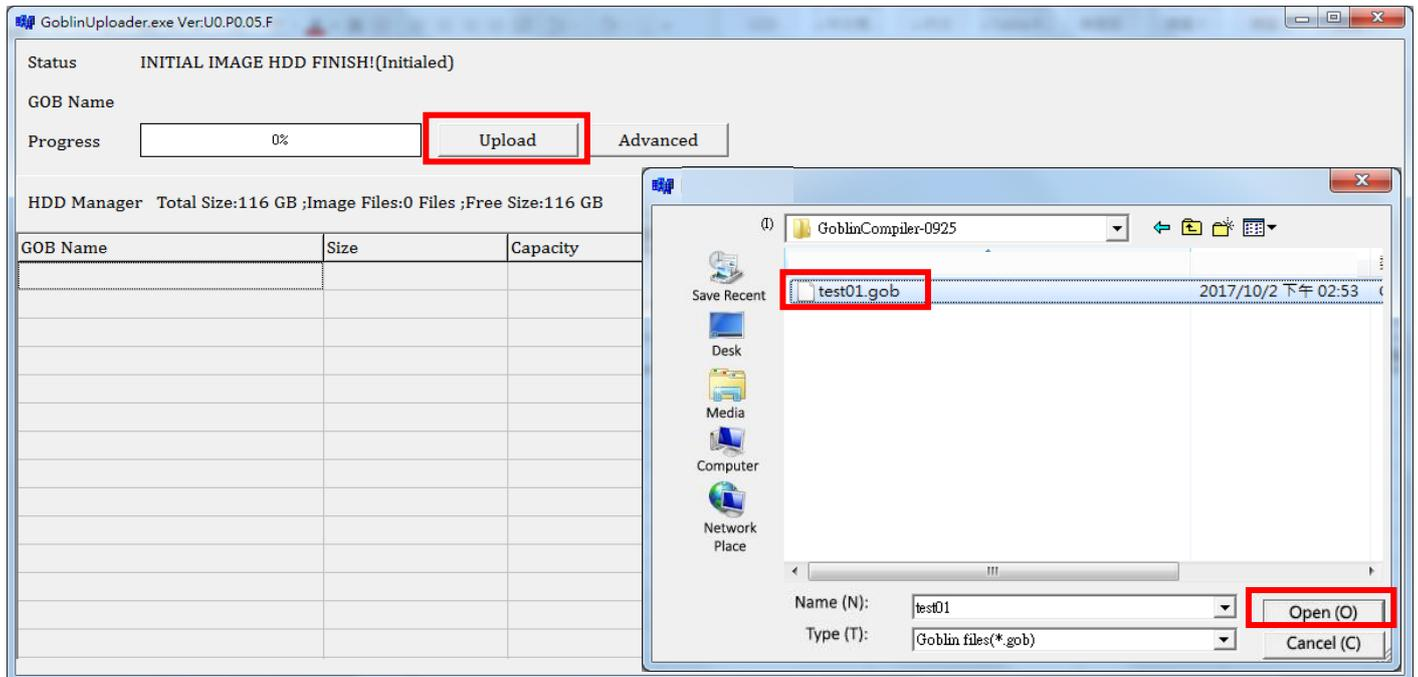 GoblinUploader.exe Ver:U0.P0.05.F
Status INITIAL IMAGE HDD FINISH!(Initialed)
GOB Name
Progress 0% Upload Advanced
HDD Manager Total Size:116 GB ;Image Files:0 Files ;Free Size:116 GB
GOB Name Size Capacity
(I) GoblinCompiler-0925
test01.gob 2017/10/2 下午 02:53
Save Recent
Desk
Media
Computer
Network
Place
Name (N): test01 Open (O)
Type (T): Goblin files(*.gob) Cancel (C)